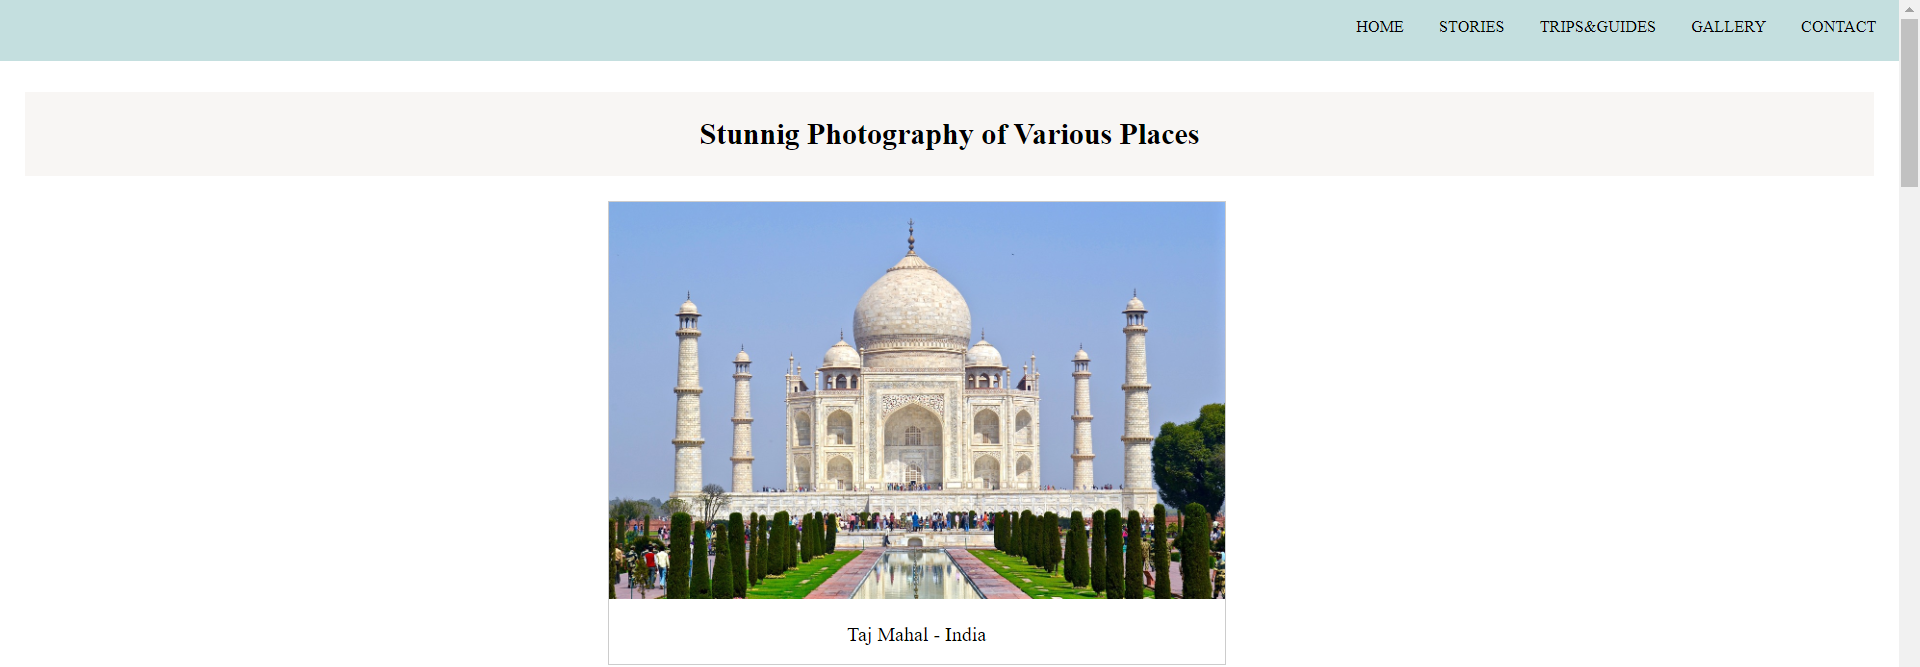 HOME STORIES TRIPS&GUIDES GALLERY CONTACT
Stunnig Photography of Various Places
Taj Mahal - India